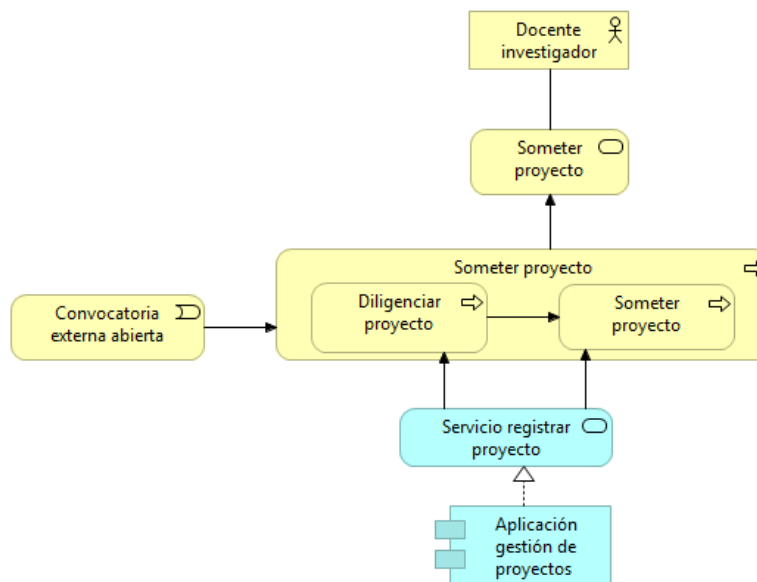 Docente
investigador
Someter
proyecto
Someter proyecto
Convocatoria
externa abierta
Diligenciar
proyecto
Someter
proyecto
Servicio registrar
proyecto
Aplicación
gestión de
proyectos